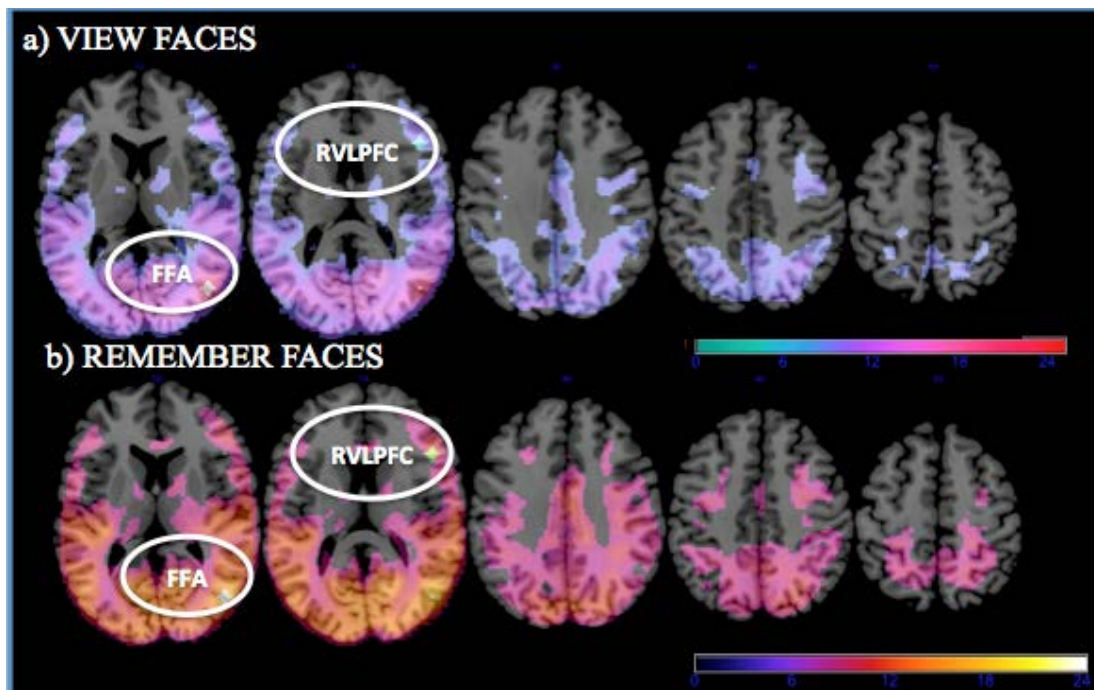 a) VIEW FACES
RVLPFC
FFA
0 6 12 18 24
b) REMEMBER FACES
RVLPFC
FFA
0 6 12 18 24